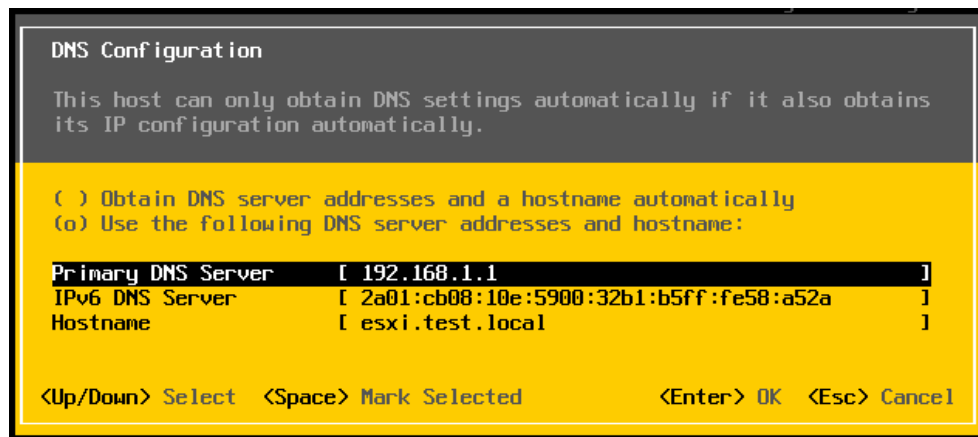 DNS Configuration
This host can only obtain DNS settings automatically if it also obtains
its IP configuration automatically.
( ) Obtain DNS server addresses and a hostname automatically
(o) Use the following DNS server addresses and hostname:
Primary DNS Server [ 192.168.1.1 ]
IPv6 DNS Server [ 2a01:cb08:10e:5900:32b1:b5ff:fe58:a52a ]
Hostname [ esxi.test.local ]
<Up/Down> Select <Space> Mark Selected <Enter> OK <Esc> Cancel